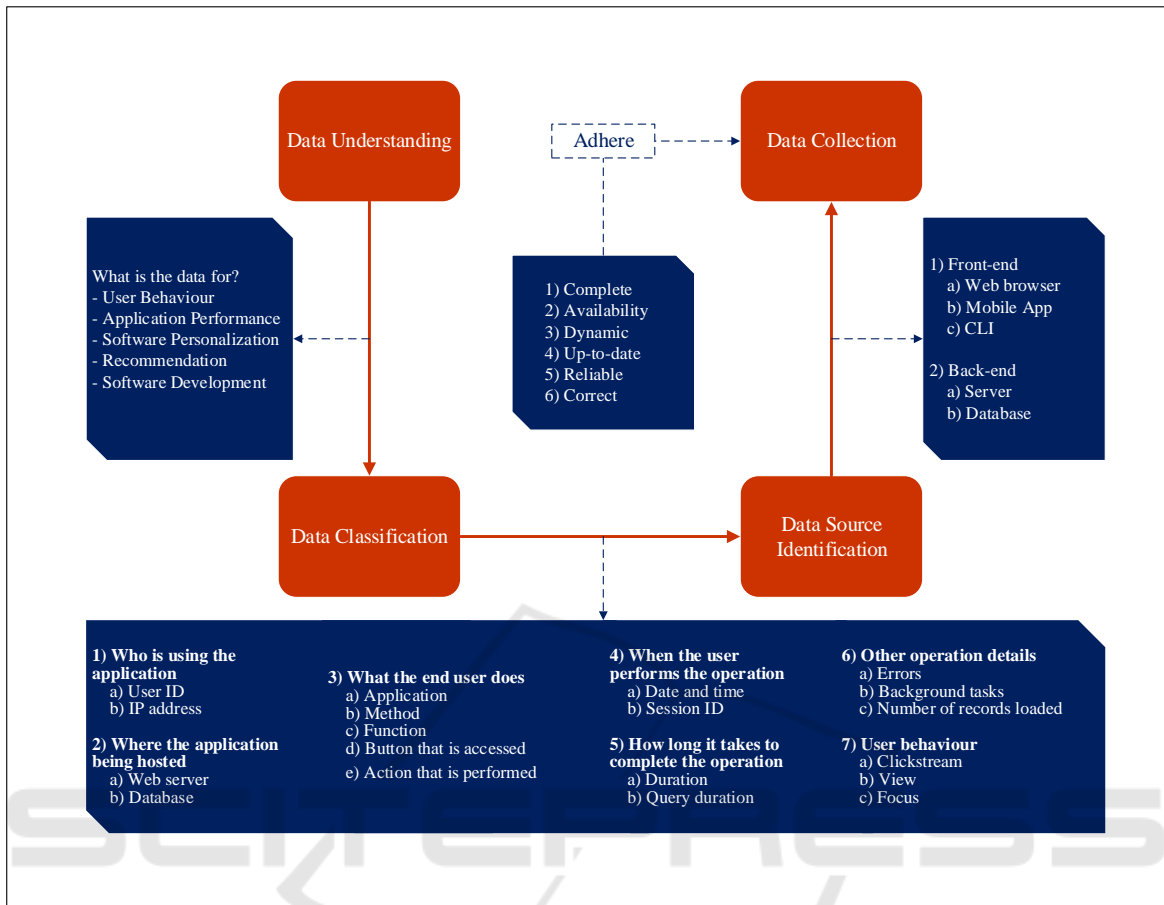 Data Understanding
Adhere
Data Collection
What is the data for?
- User Behaviour
- Application Performance
- Software Personalization
- Recommendation
- Software Development
1) Complete
2) Availability
3) Dynamic
4) Up-to-date
5) Reliable
6) Correct
1) Front-end
a) Web browser
b) Mobile App
c) CLI
2) Back-end
a) Server
b) Database
Data Classification
Data Source
Identification
1) Who is using the
application
a) User ID
b) IP address
2) Where the application
being hosted
a) Web server
b) Database
3) What the end user does
a) Application
b) Method
c) Function
d) Button that is accessed
e) Action that is performed
4) When the user
performs the operation
a) Date and time
b) Session ID
5) How long it takes to
complete the operation
a) Duration
b) Query duration
6) Other operation details
a) Errors
b) Background tasks
c) Number of records loaded
7) User behaviour
a) Clickstream
b) View
c) Focus
SCITEPRESS